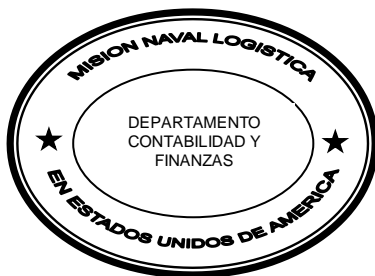 MISION NAVAL LOGISTICA
DEPARTAMENTO
CONTABILIDAD Y
FINANZAS
EN ESTADOS UNIDOS DE AMERICA